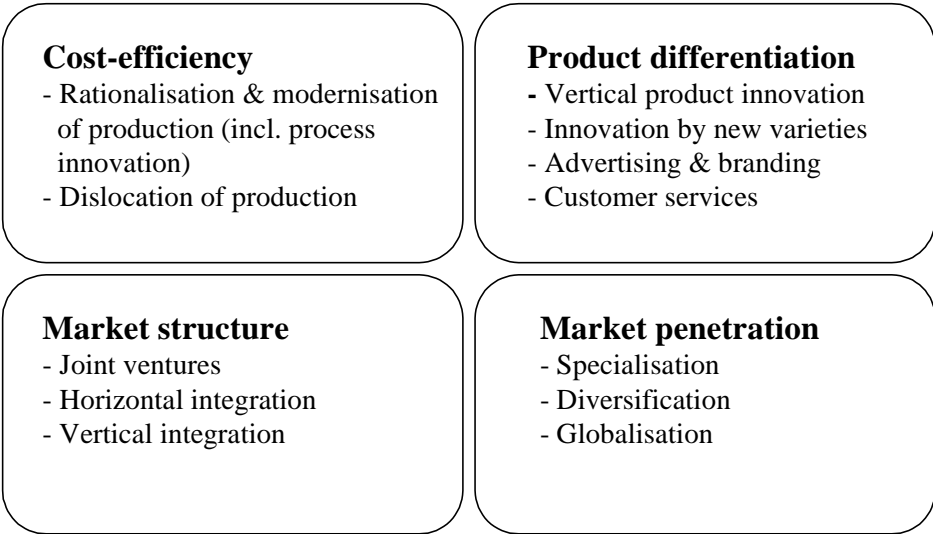 Cost-efficiency
- Rationalisation & modernisation
of production (incl. process
innovation)
- Dislocation of production
Product differentiation
- Vertical product innovation
- Innovation by new varieties
- Advertising & branding
- Customer services
Market structure
- Joint ventures
- Horizontal integration
- Vertical integration
Market penetration
- Specialisation
- Diversification
- Globalisation